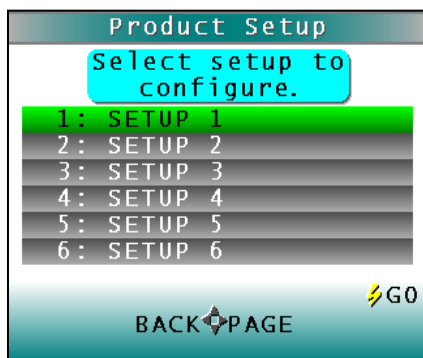 Product Setup
Select setup to
configure.
1: SETUP 1
2: SETUP 2
3: SETUP 3
4: SETUP 4
5: SETUP 5
6: SETUP 6
GO
BACK PAGE